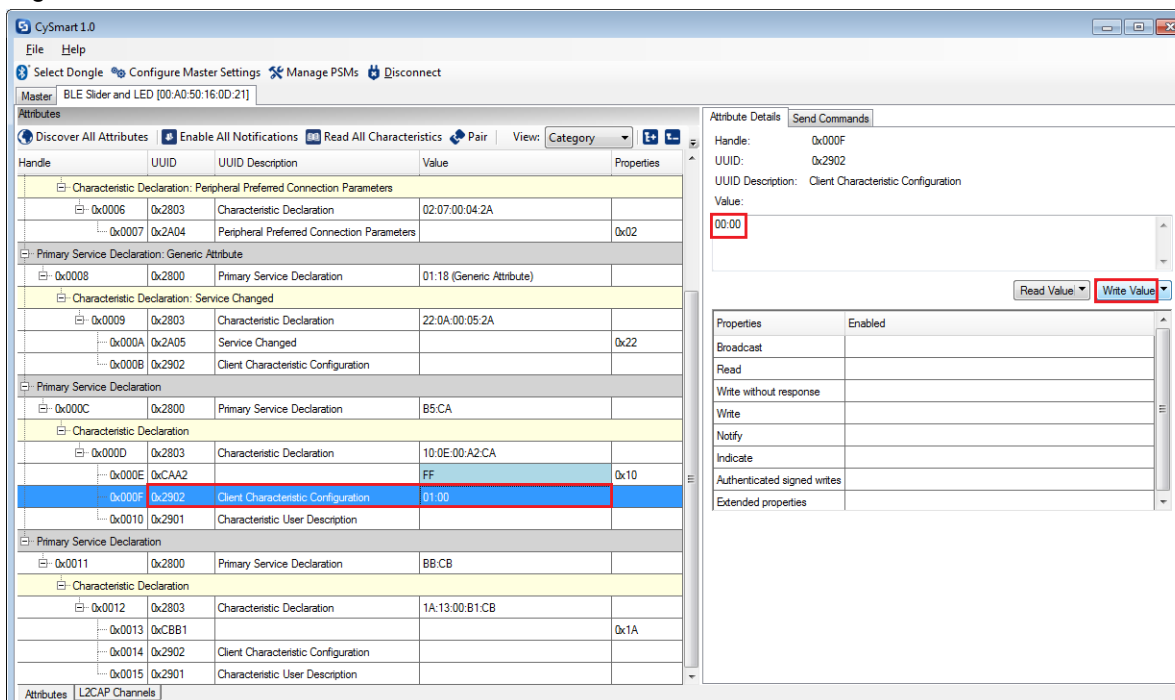 CySmart 1.0
File Help
Select Dongle Configure Master Settings Manage PSMs Disconnect
Master BLE Slider and LED [00:A0:50:16:0D:21]
Attributes
Discover All Attributes Enable All Notifications Read All Characteristics Pair View: Category
Handle UUID UUID Description Value Properties
Characteristic Declaration: Peripheral Preferred Connection Parameters
0x0006 0x2803 Characteristic Declaration 02:07:00:04:2A
0x0007 0x2A04 Peripheral Preferred Connection Parameters 0x02
Primary Service Declaration: Generic Attribute
0x0008 0x2800 Primary Service Declaration 01:18 (Generic Attribute)
Characteristic Declaration: Service Changed
0x0009 0x2803 Characteristic Declaration 22:0A:00:05:2A
0x000A 0x2A05 Service Changed 0x22
0x000B 0x2902 Client Characteristic Configuration
Primary Service Declaration
0x000C 0x2800 Primary Service Declaration B5:CA
Characteristic Declaration
0x000D 0x2803 Characteristic Declaration 10:0E:00:A2:CA
0x000E 0xCAA2 FF 0x10
0x000F 0x2902 Client Characteristic Configuration 01:00
0x0010 0x2901 Characteristic User Description
Primary Service Declaration
0x0011 0x2800 Primary Service Declaration BB:CB
Characteristic Declaration
0x0012 0x2803 Characteristic Declaration 1A:13:00:B1:CB
0x0013 0xCBB1 0x1A
0x0014 0x2902 Client Characteristic Configuration
0x0015 0x2901 Characteristic User Description
Attributes L2CAP Channels
Attribute Details Send Commands
Handle: 0x000F
UUID: 0x2902
UUID Description: Client Characteristic Configuration
Value:
00:00
Read Value Write Value
Properties Enabled
Broadcast
Read
Write without response
Write
Notify
Indicate
Authenticated signed writes
Extended properties